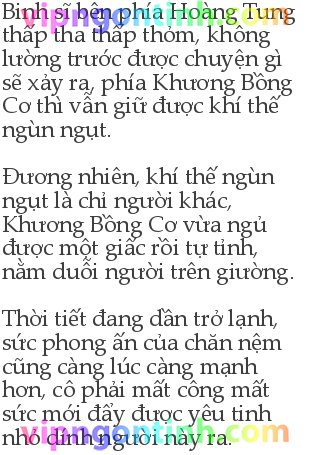 Binh sĩ bên phía Hoàng Tung
vipngontinh.com
thấp tha thấp thỏm, không
lường trước được chuyện gì
sẽ xảy ra, phía Khương Bồng
Cơ thì vẫn giữ được khí thế
ngùn ngụt.
Đương nhiên, khí thế ngùn
ngụt là chỉ người khác,
Khương Bồng Cơ vừa ngủ
được một giấc rồi tự tỉnh,
nằm duỗi người trên giường.
Thời tiết đang dần trở lạnh,
sức phong ấn của chăn nệm
cũng càng lúc càng mạnh
hơn, cô phải mất công mất
sức mới đẩy được yêu tinh
nhỏ dính người này ra.
vipngontinh.com